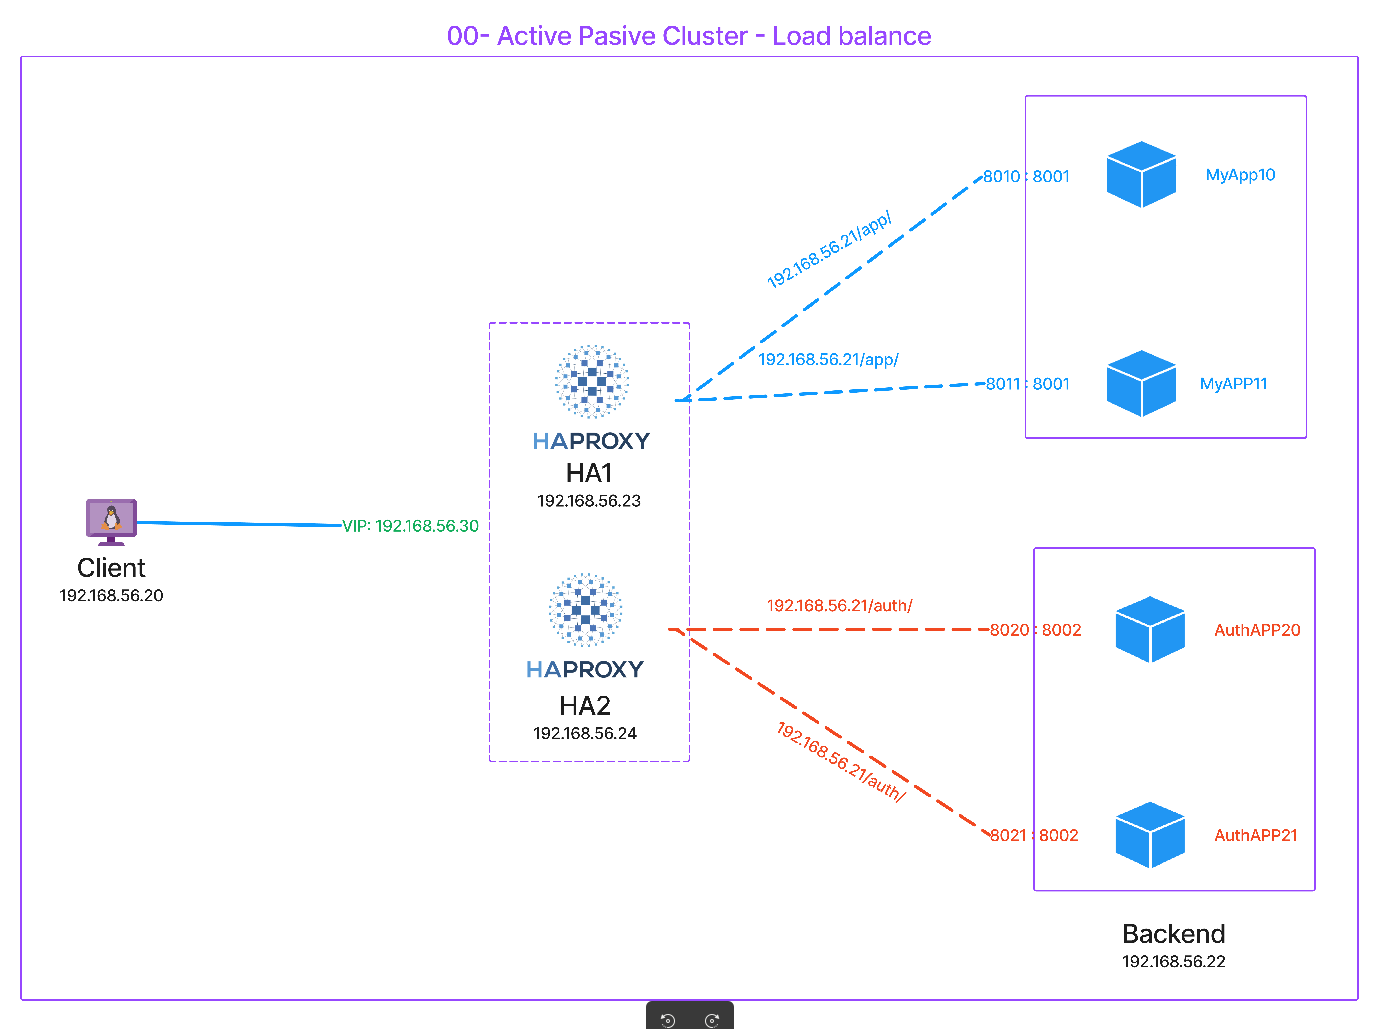 00- Active Pasive Cluster - Load balance
8010 : 8001
MyApp10
192.168.56.21/app/
192.168.56.21/app/
8011 : 8001
MyAPP11
HAPROXY
HA1
192.168.56.23
VIP: 192.168.56.30
Client
192.168.56.20
HAPROXY
HA2
192.168.56.24
192.168.56.21/auth/
8020 : 8002
AuthAPP20
192.168.56.21/auth/
8021 : 8002
AuthAPP21
Backend
192.168.56.22